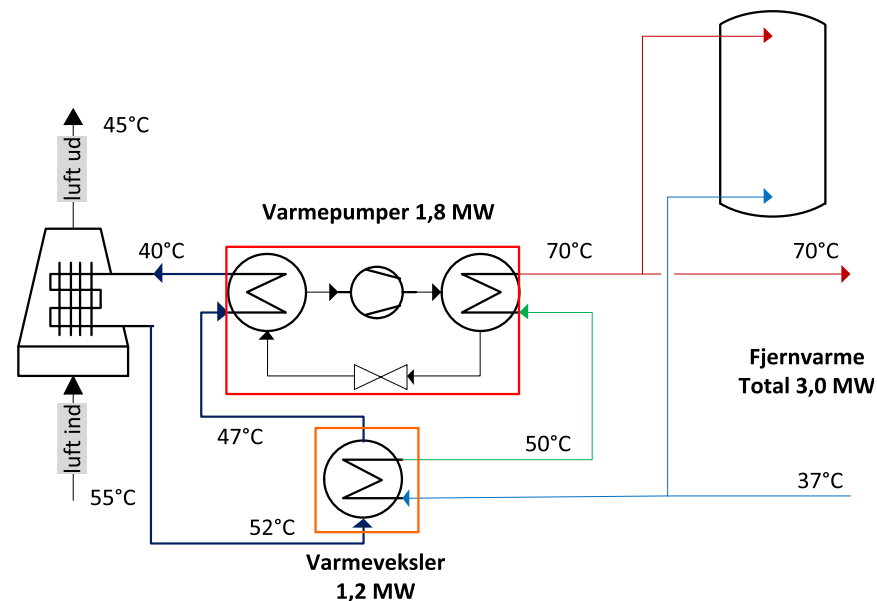 45°C
luft ud
Varmepumper 1,8 MW
40°C
70°C
70°C
Fjernvarme
Total 3,0 MW
47°C
50°C
luft ind
55°C
37°C
52°C
Varmeveksler
1,2 MW